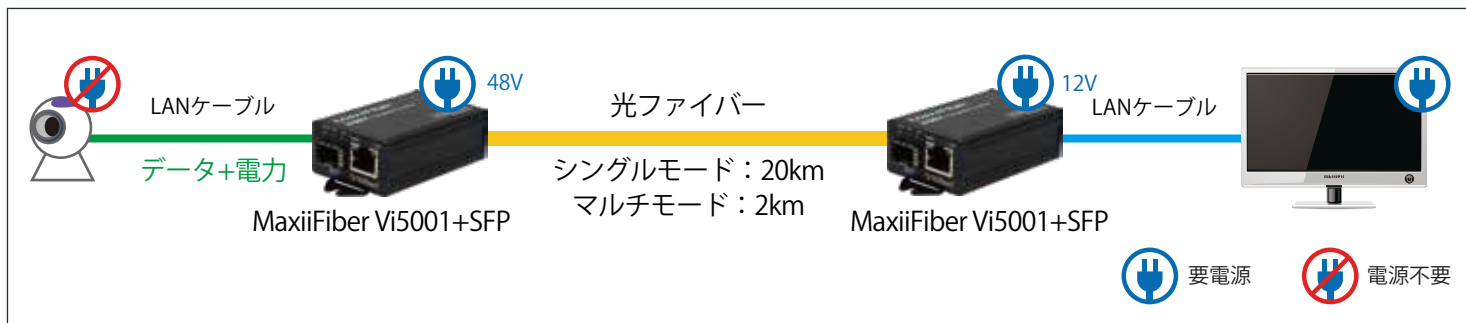 48V
12V
LANケーブル
光ファイバー
LANケーブル
データ+電力
シングルモード：20km
マルチモード：2km
MaxiiFiber Vi5001+SFP
MaxiiFiber Vi5001+SFP
要電源
電源不要